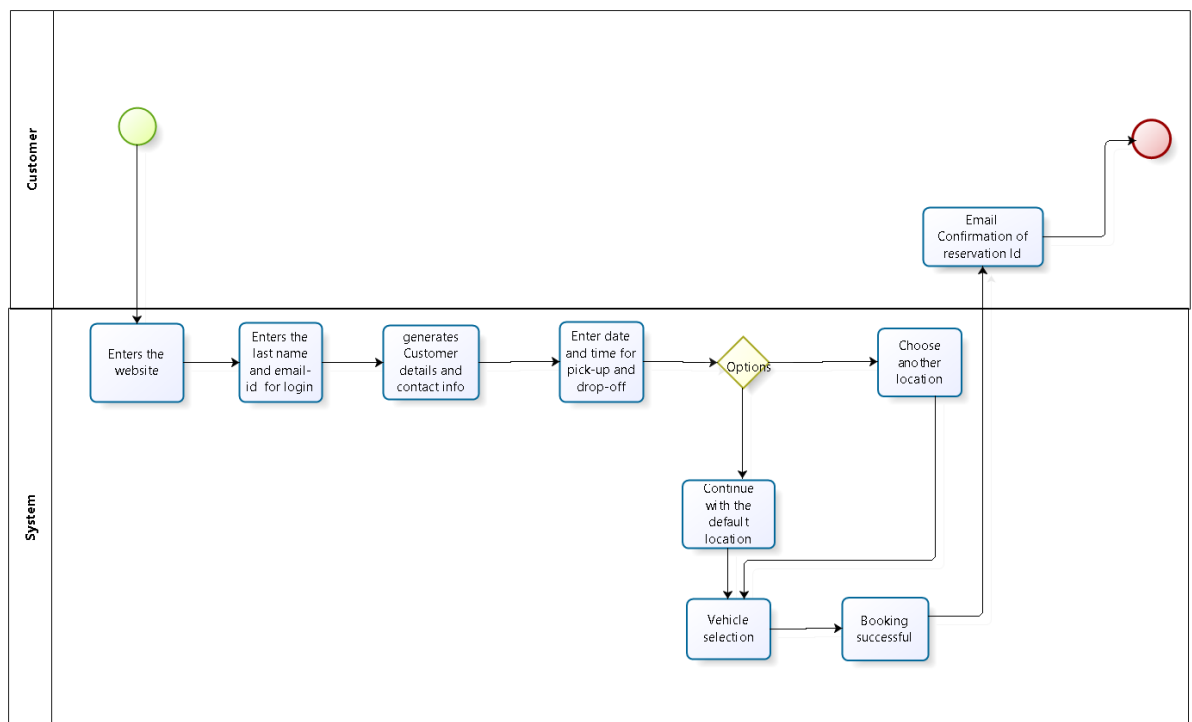 Customer
Email
Confirmation of
reservation Id
System
Enters the
website
Enters the
last name
and email-
id for login
generates
Customer
details and
contact info
Enter date
and time for
pick-up and
drop-off
Options
Choose
another
location
Continue
with the
default
location
Vehicle
selection
Booking
successful